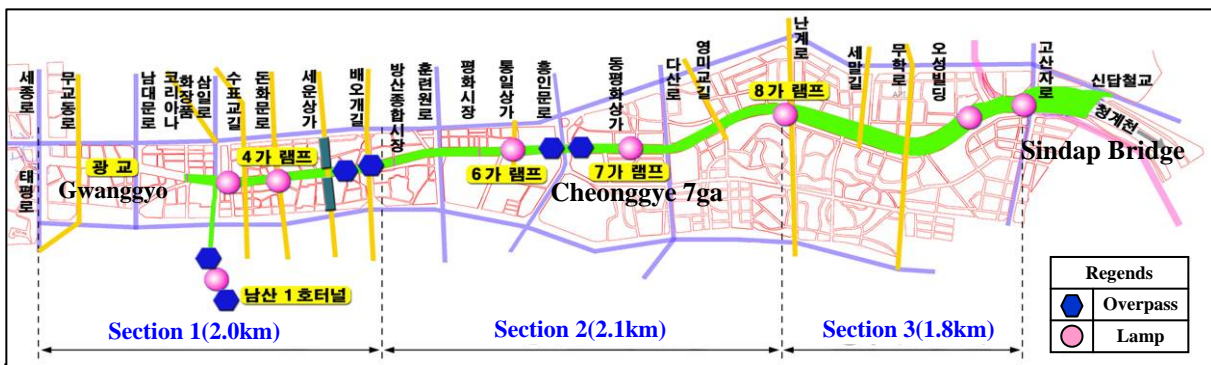 세종로
무교동로
남대문로
코리아나
화장품
삼일로
수표교길
돈화문로
세운상가
배오개길
방산종합시장
훈련원로
평화시장
통일상가
흥인문로
동평화상가
다산로
영미교길
난계로
세말길
무학로
오성빌딩
고산자로
신답철교
청계천
태평로
광 교
Gwanggyo
4가 램프
6가 램프
7가 램프
8가 램프
Cheonggye 7ga
Sindap Bridge
남산 1 호터널
Section 1(2.0km)
Section 2(2.1km)
Section 3(1.8km)
Regends
Overpass
Lamp